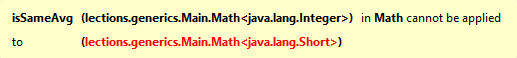 isSameAvg (lections.generics.Main.Math<java.lang.Integer>) in Math cannot be applied
to (lections.generics.Main.Math<java.lang.Short>)